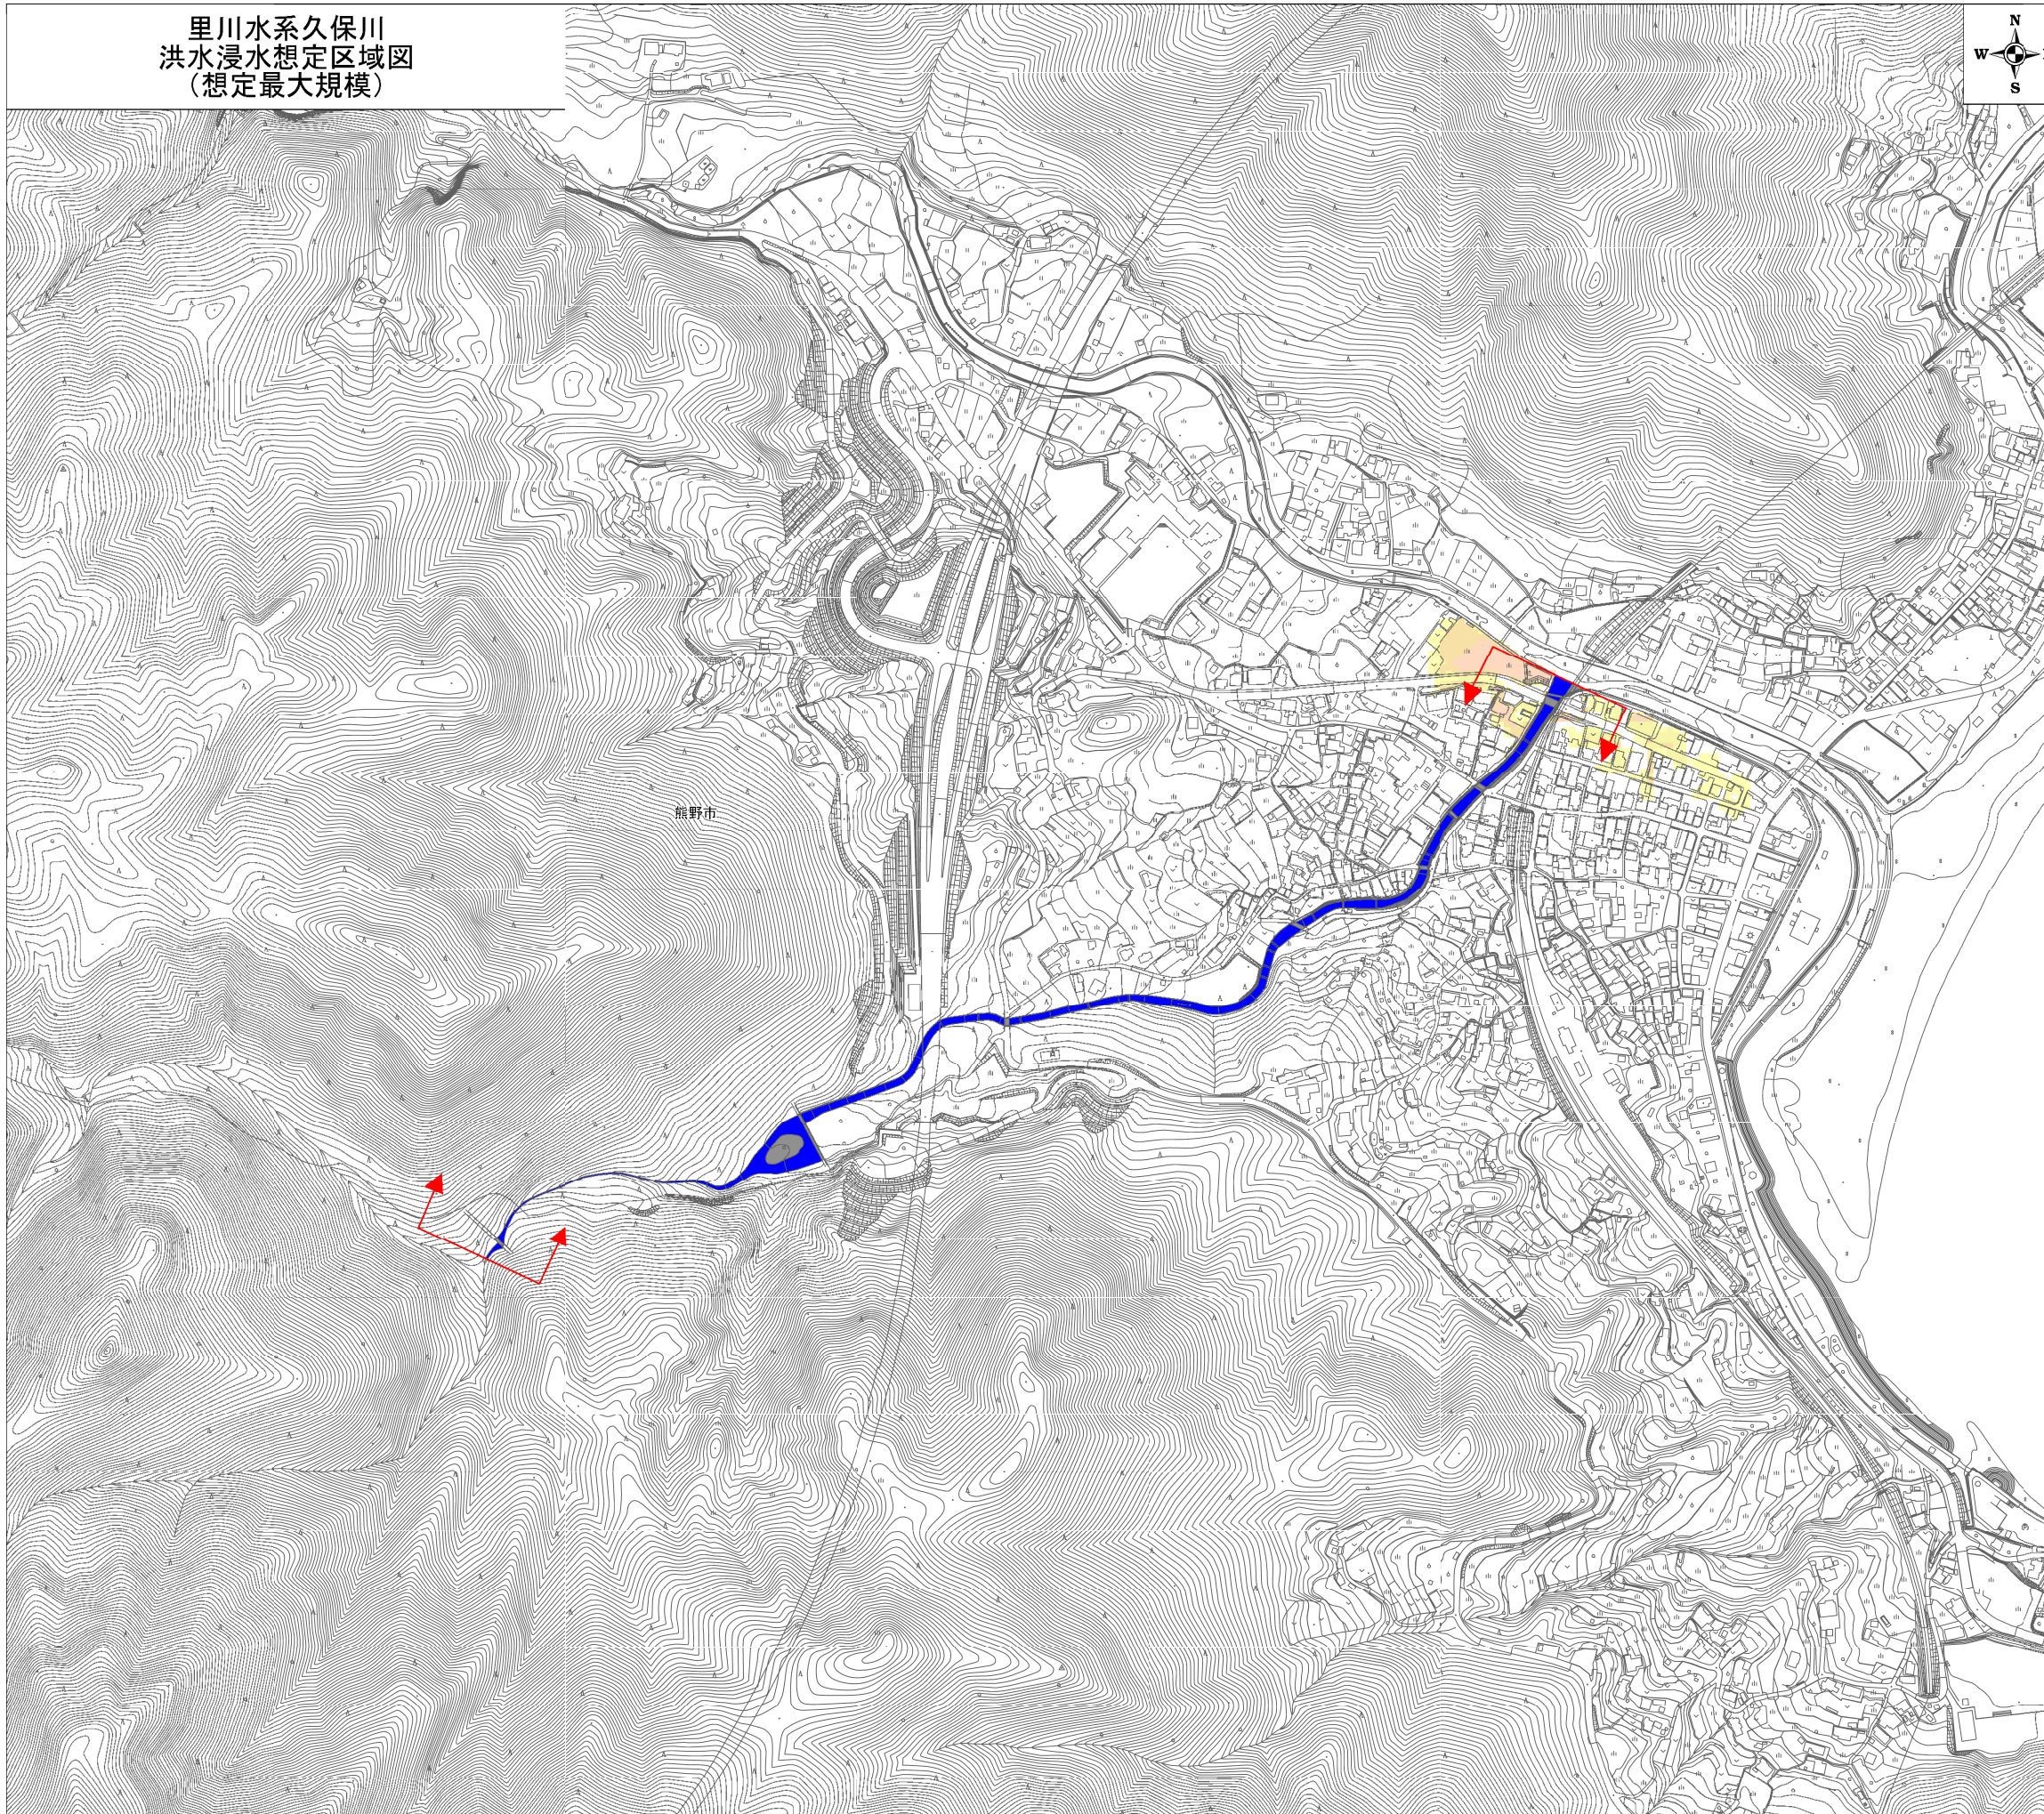 里川水系久保川
洪水浸水想定区域図
（想定最大規模）
N
W
S
熊野市